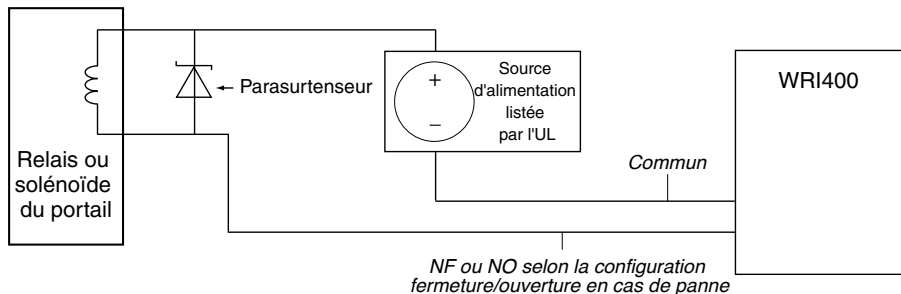 Relais ou
solénoïde
du portail
Parasurtenseur
Source
d'alimentation
listée
par l'UL
+
–
WRI400
Commun
NF ou NO selon la configuration
fermeture/ouverture en cas de panne